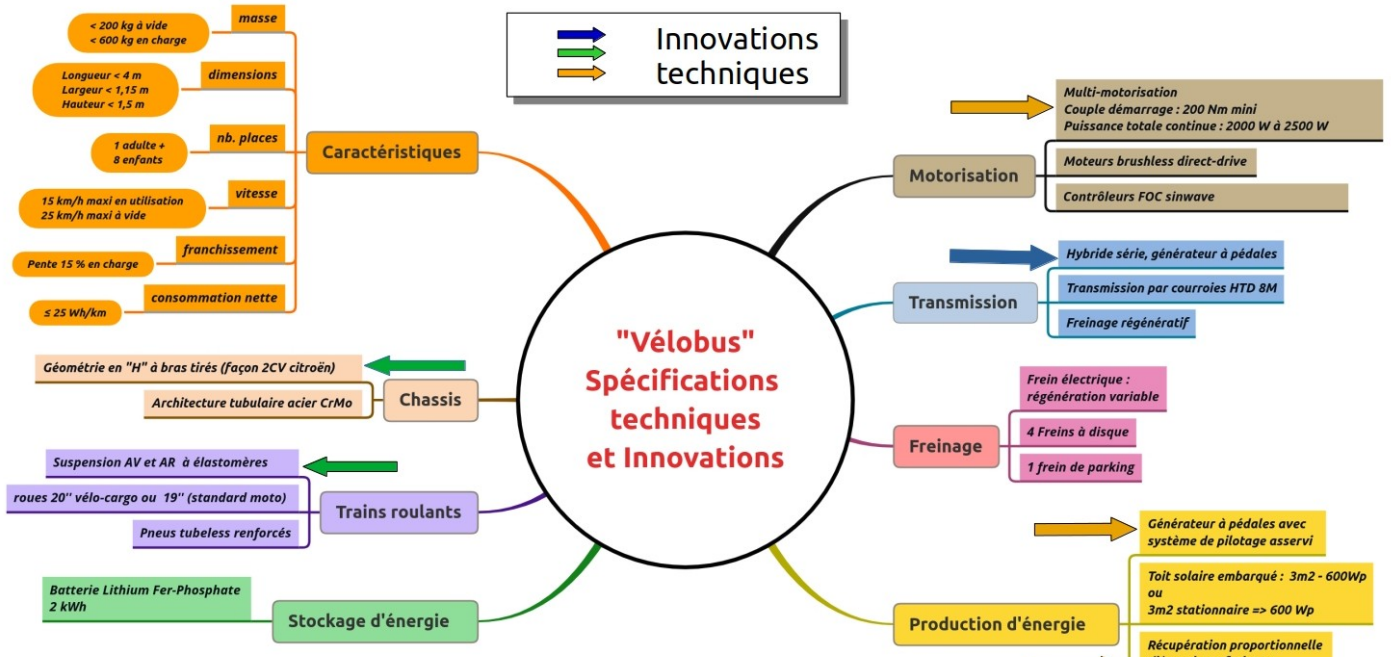 Innovations
techniques
"Vélobus"
Spécifications
techniques
et Innovations
Caractéristiques
masse
< 200 kg à vide
< 600 kg en charge
dimensions
Longueur < 4 m
Largeur < 1,15 m
Hauteur < 1,5 m
nb. places
1 adulte +
8 enfants
vitesse
15 km/h maxi en utilisation
25 km/h maxi à vide
franchissement
Pente 15 % en charge
consommation nette
≤ 25 Wh/km
Chassis
Géométrie en "H" à bras tirés (façon 2CV citroën)
Architecture tubulaire acier CrMo
Trains roulants
Suspension AV et AR à élastomères
roues 20'' vélo-cargo ou 19'' (standard moto)
Pneus tubeless renforcés
Stockage d'énergie
Batterie Lithium Fer-Phosphate
2 kWh
Motorisation
Multi-motorisation
Couple démarrage : 200 Nm mini
Puissance totale continue : 2000 W à 2500 W
Moteurs brushless direct-drive
Contrôleurs FOC sinwave
Transmission
Hybride série, générateur à pédales
Transmission par courroies HTD 8M
Freinage régénératif
Freinage
Frein électrique :
régénération variable
4 Freins à disque
1 frein de parking
Production d'énergie
Générateur à pédales avec
système de pilotage asservi
Toit solaire embarqué : 3m2 - 600Wp
ou
3m2 stationnaire => 600 Wp
Récupération proportionnelle